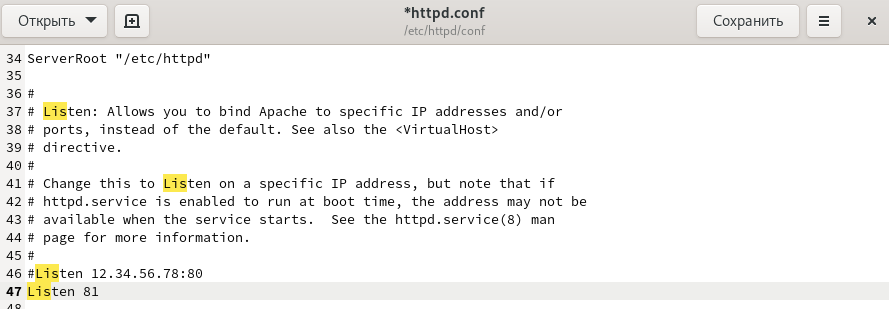 Открыть
*httpd.conf
/etc/httpd/conf
Сохранить
34 ServerRoot "/etc/httpd"
35
36 #
37 # Listen: Allows you to bind Apache to specific IP addresses and/or
38 # ports, instead of the default. See also the <VirtualHost>
39 # directive.
40 #
41 # Change this to Listen on a specific IP address, but note that if
42 # httpd.service is enabled to run at boot time, the address may not be
43 # available when the service starts.  See the httpd.service(8) man
44 # page for more information.
45 #
46 #Listen 12.34.56.78:80
47 Listen 81
48